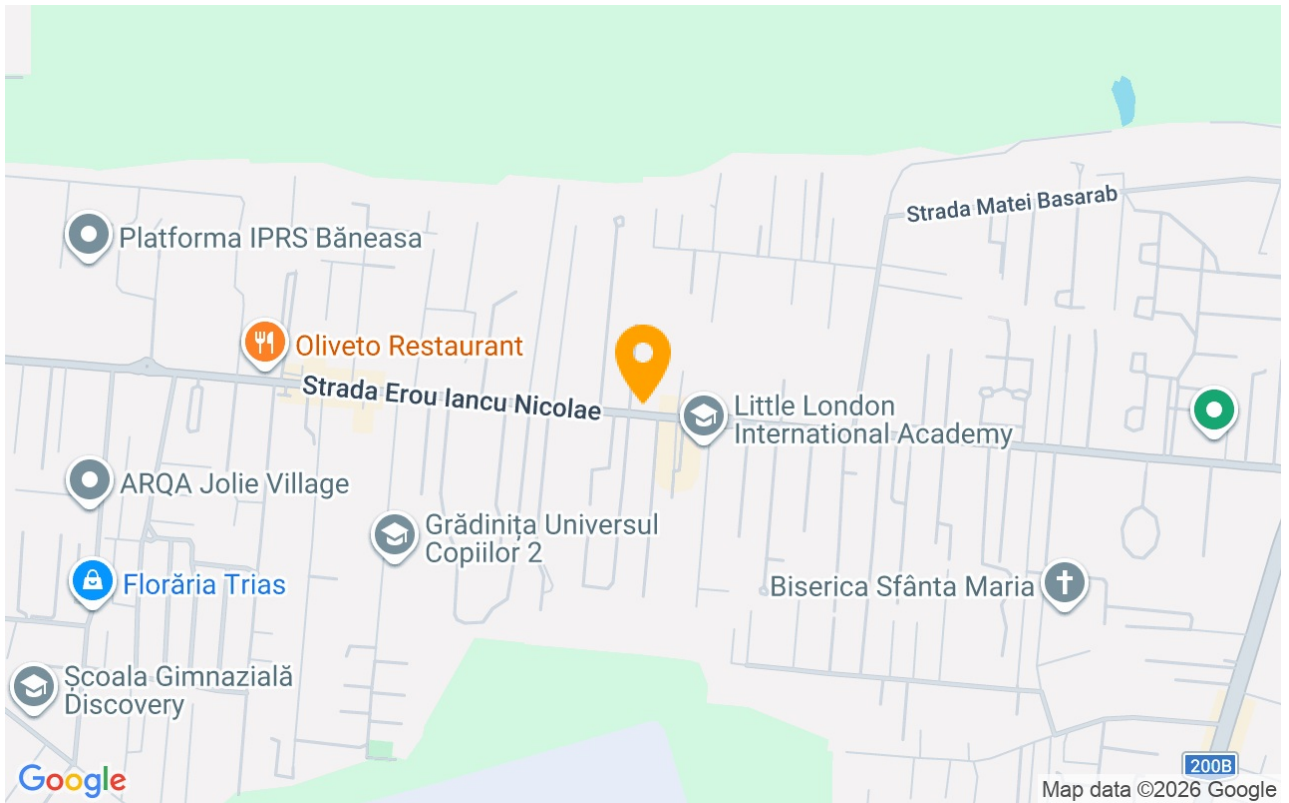 Strada Matei Basarab
Platforma IPRS Băneasa
Oliveto Restaurant
Strada Erou Iancu Nicolae
Little London
International Academy
ARQA Jolie Village
Grădinița Universul
Copiilor 2
Florăria Trias
Biserica Sfânta Maria
Școala Gimnazială
Discovery
200B
Google
Map data ©2026 Google